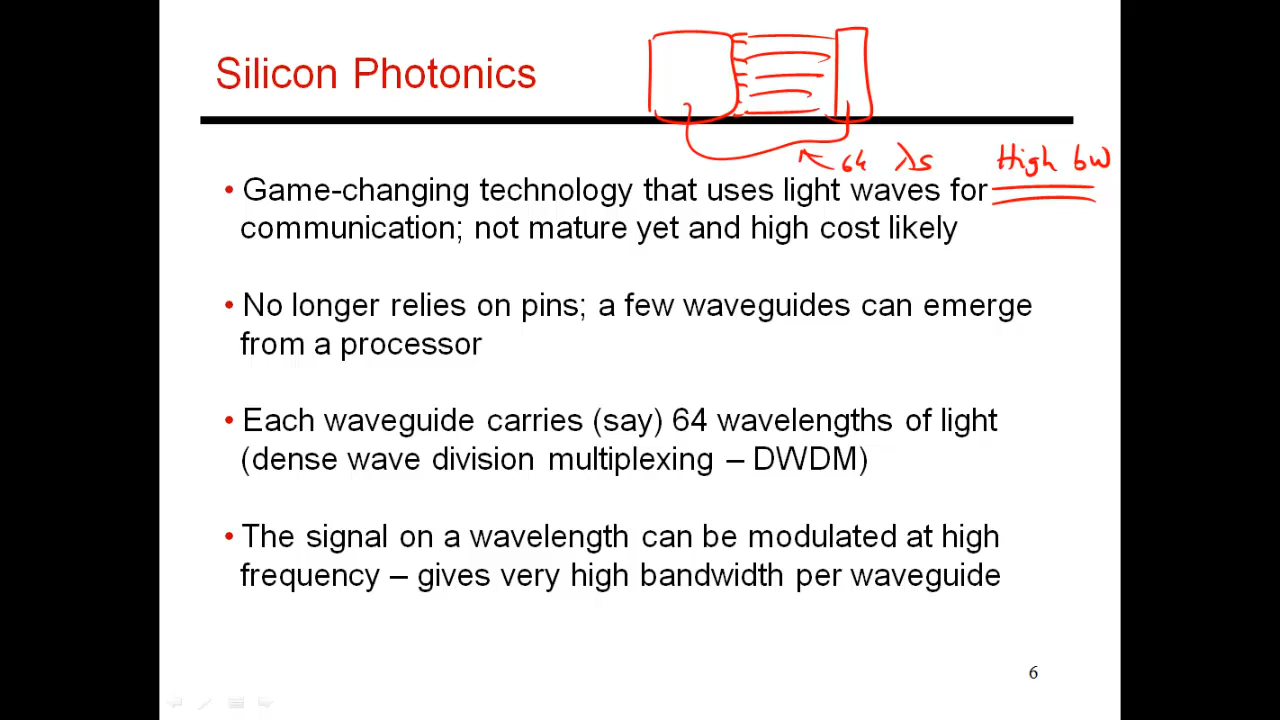 Silicon Photonics
64 λs
High bw
• Game-changing technology that uses light waves for
communication; not mature yet and high cost likely
• No longer relies on pins; a few waveguides can emerge
from a processor
• Each waveguide carries (say) 64 wavelengths of light
(dense wave division multiplexing – DWDM)
• The signal on a wavelength can be modulated at high
frequency – gives very high bandwidth per waveguide
6